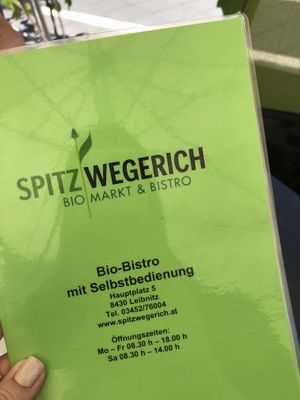 SPITZWEGERICH
BIO MARKT & BISTRO
Bio-Bistro
mit Selbstbedienung
Hauptplatz 5
8430 Leibnitz
Tel. 03452/76004
www.spitzwegerich.at
Öffnungszeiten:
Mo – Fr 08.30 h – 18.00 h
Sa 08.30 h – 14.00 h